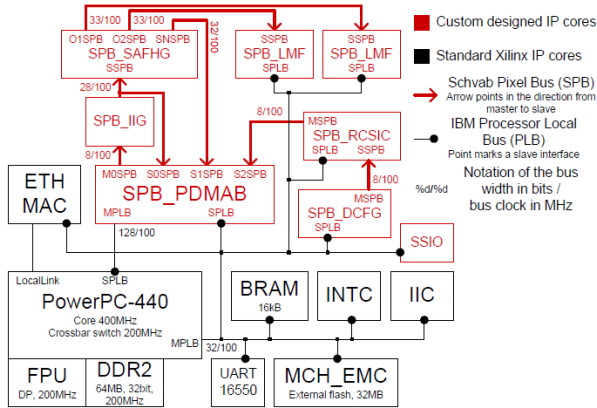 33/100
33/100
32/100
O1SPB O2SPB SNSPB
SPB_SAFHG
SSPB
SSPB
SPB_LMF
SPLB
SSPB
SPB_LMF
SPLB
28/100
SPB_IIG
8/100
8/100
MSPB
SPB_RCSIC
SPLB SSPB
8/100
M0SPB S0SPB S1SPB S2SPB
SPB_PDMAB
MPLB SPLB
MSPB
SPB_DCFG
SPLB
ETH
MAC
SSIO
128/100
LocalLink SPLB
PowerPC-440
Core 400MHz
Crossbar switch 200MHz
MPLB
32/100
FPU
DP, 200MHz
DDR2
64MB, 32bit,
200MHz
BRAM
16kB
INTC
IIC
UART
16550
MCH_EMC
External flash, 32MB
Custom designed IP cores
Standard Xilinx IP cores
Schvab Pixel Bus (SPB)
Arrow points in the direction from
master to slave
IBM Processor Local
Bus (PLB)
Point marks a slave interface
%d/%d
Notation of the bus
width in bits /
bus clock in MHz